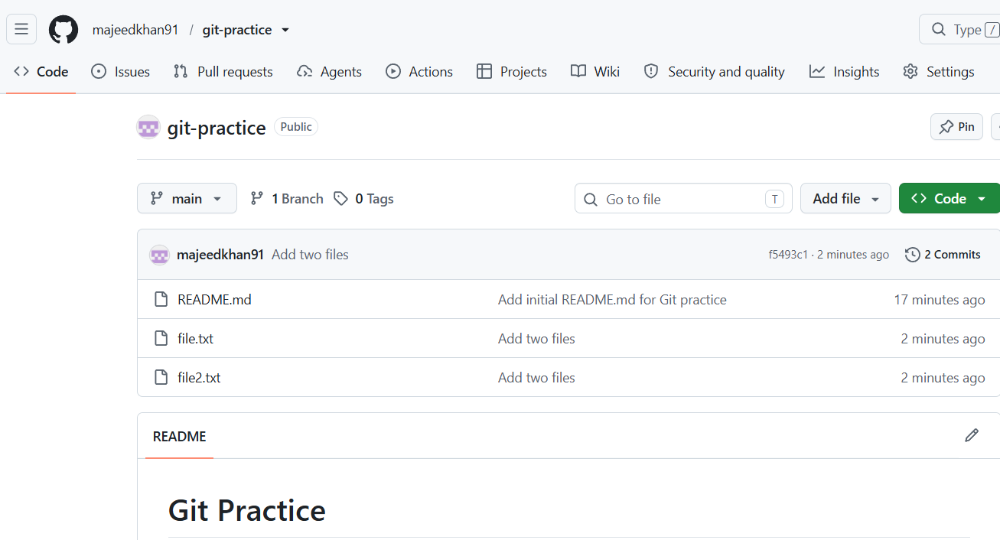 majeedkhan91 / git-practice
Type /
Code Issues Pull requests Agents Actions Projects Wiki Security and quality Insights Settings
git-practice Public
Pin
main 1 Branch 0 Tags Go to file T Add file Code
majeedkhan91 Add two files f5493c1 · 2 minutes ago 2 Commits
README.md Add initial README.md for Git practice 17 minutes ago
file.txt Add two files 2 minutes ago
file2.txt Add two files 2 minutes ago
README
Git Practice